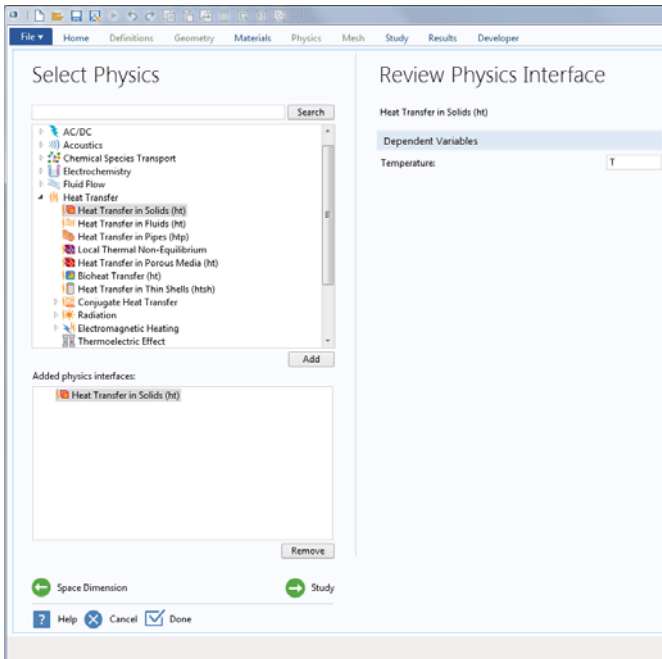 File
Home Definitions Geometry Materials Physics Mesh Study Results Developer
Select Physics
Search
AC/DC
Acoustics
Chemical Species Transport
Electrochemistry
Fluid Flow
Heat Transfer
Heat Transfer in Solids (ht)
Heat Transfer in Fluids (ht)
Heat Transfer in Pipes (htp)
Local Thermal Non-Equilibrium
Heat Transfer in Porous Media (ht)
Bioheat Transfer (ht)
Heat Transfer in Thin Shells (htsh)
Conjugate Heat Transfer
Radiation
Electromagnetic Heating
Thermoelectric Effect
Add
Added physics interfaces:
Heat Transfer in Solids (ht)
Remove
Space Dimension
Study
Help Cancel Done
Review Physics Interface
Heat Transfer in Solids (ht)
Dependent Variables
Temperature: T